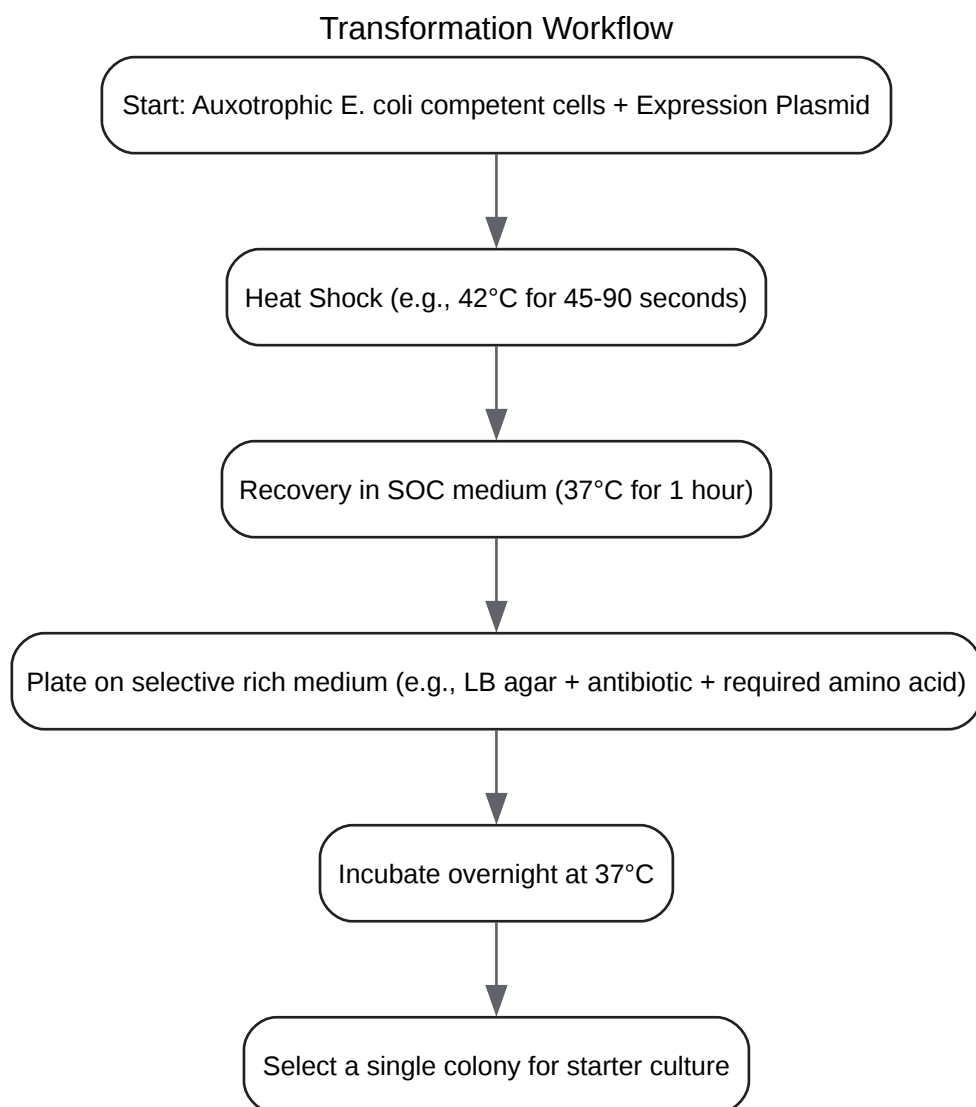 Transformation Workflow
Start: Auxotrophic E. coli competent cells + Expression Plasmid
Heat Shock (e.g., 42°C for 45-90 seconds)
Recovery in SOC medium (37°C for 1 hour)
Plate on selective rich medium (e.g., LB agar + antibiotic + required amino acid)
Incubate overnight at 37°C
Select a single colony for starter culture